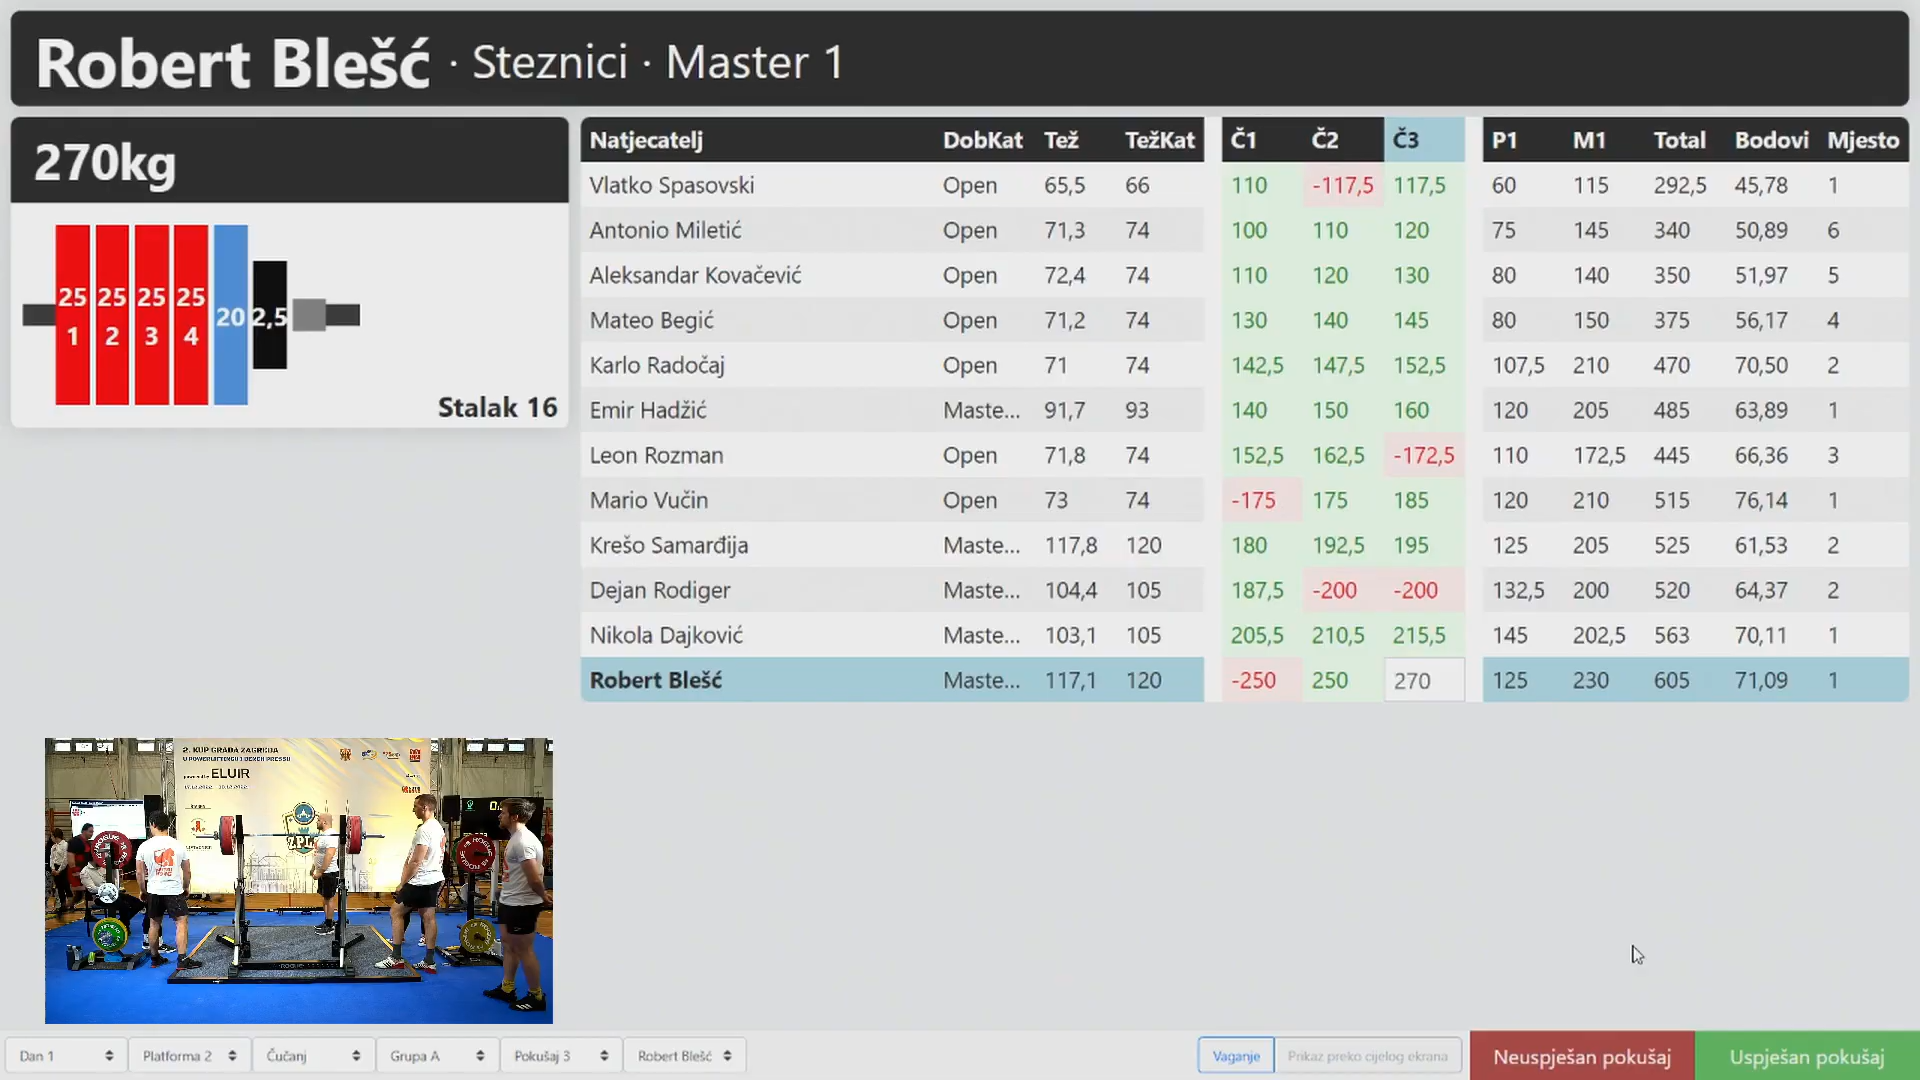 Robert Blešć · Steznici · Master 1
270kg
25 25 25 25 20 2,5
1 2 3 4
Stalak 16
Natjecatelj DobKat Tež TežKat Č1 Č2 Č3 P1 M1 Total Bodovi Mjesto
Vlatko Spasovski Open 65,5 66 110 -117,5 117,5 60 115 292,5 45,78 1
Antonio Miletić Open 71,3 74 100 110 120 75 145 340 50,89 6
Aleksandar Kovačević Open 72,4 74 110 120 130 80 140 350 51,97 5
Mateo Begić Open 71,2 74 130 140 145 80 150 375 56,17 4
Karlo Radočaj Open 71 74 142,5 147,5 152,5 107,5 210 470 70,50 2
Emir Hadžić Maste... 91,7 93 140 150 160 120 205 485 63,89 1
Leon Rozman Open 71,8 74 152,5 162,5 -172,5 110 172,5 445 66,36 3
Mario Vučin Open 73 74 -175 175 185 120 210 515 76,14 1
Krešo Samarđija Maste... 117,8 120 180 192,5 195 125 205 525 61,53 2
Dejan Rodiger Maste... 104,4 105 187,5 -200 -200 132,5 200 520 64,37 2
Nikola Dajković Maste... 103,1 105 205,5 210,5 215,5 145 202,5 563 70,11 1
Robert Blešć Maste... 117,1 120 -250 250 270 125 230 605 71,09 1
2. KUP GRADA ZAGREBA
U POWERLIFTINGU I BENCH PRESSU
powered by ELUIR
ZPL
ROGUE
Dan 1 Platforma 2 Čučanj Grupa A Pokušaj 3 Robert Blešć Vaganje Prikaz preko cijelog ekrana Neuspješan pokušaj Uspješan pokušaj